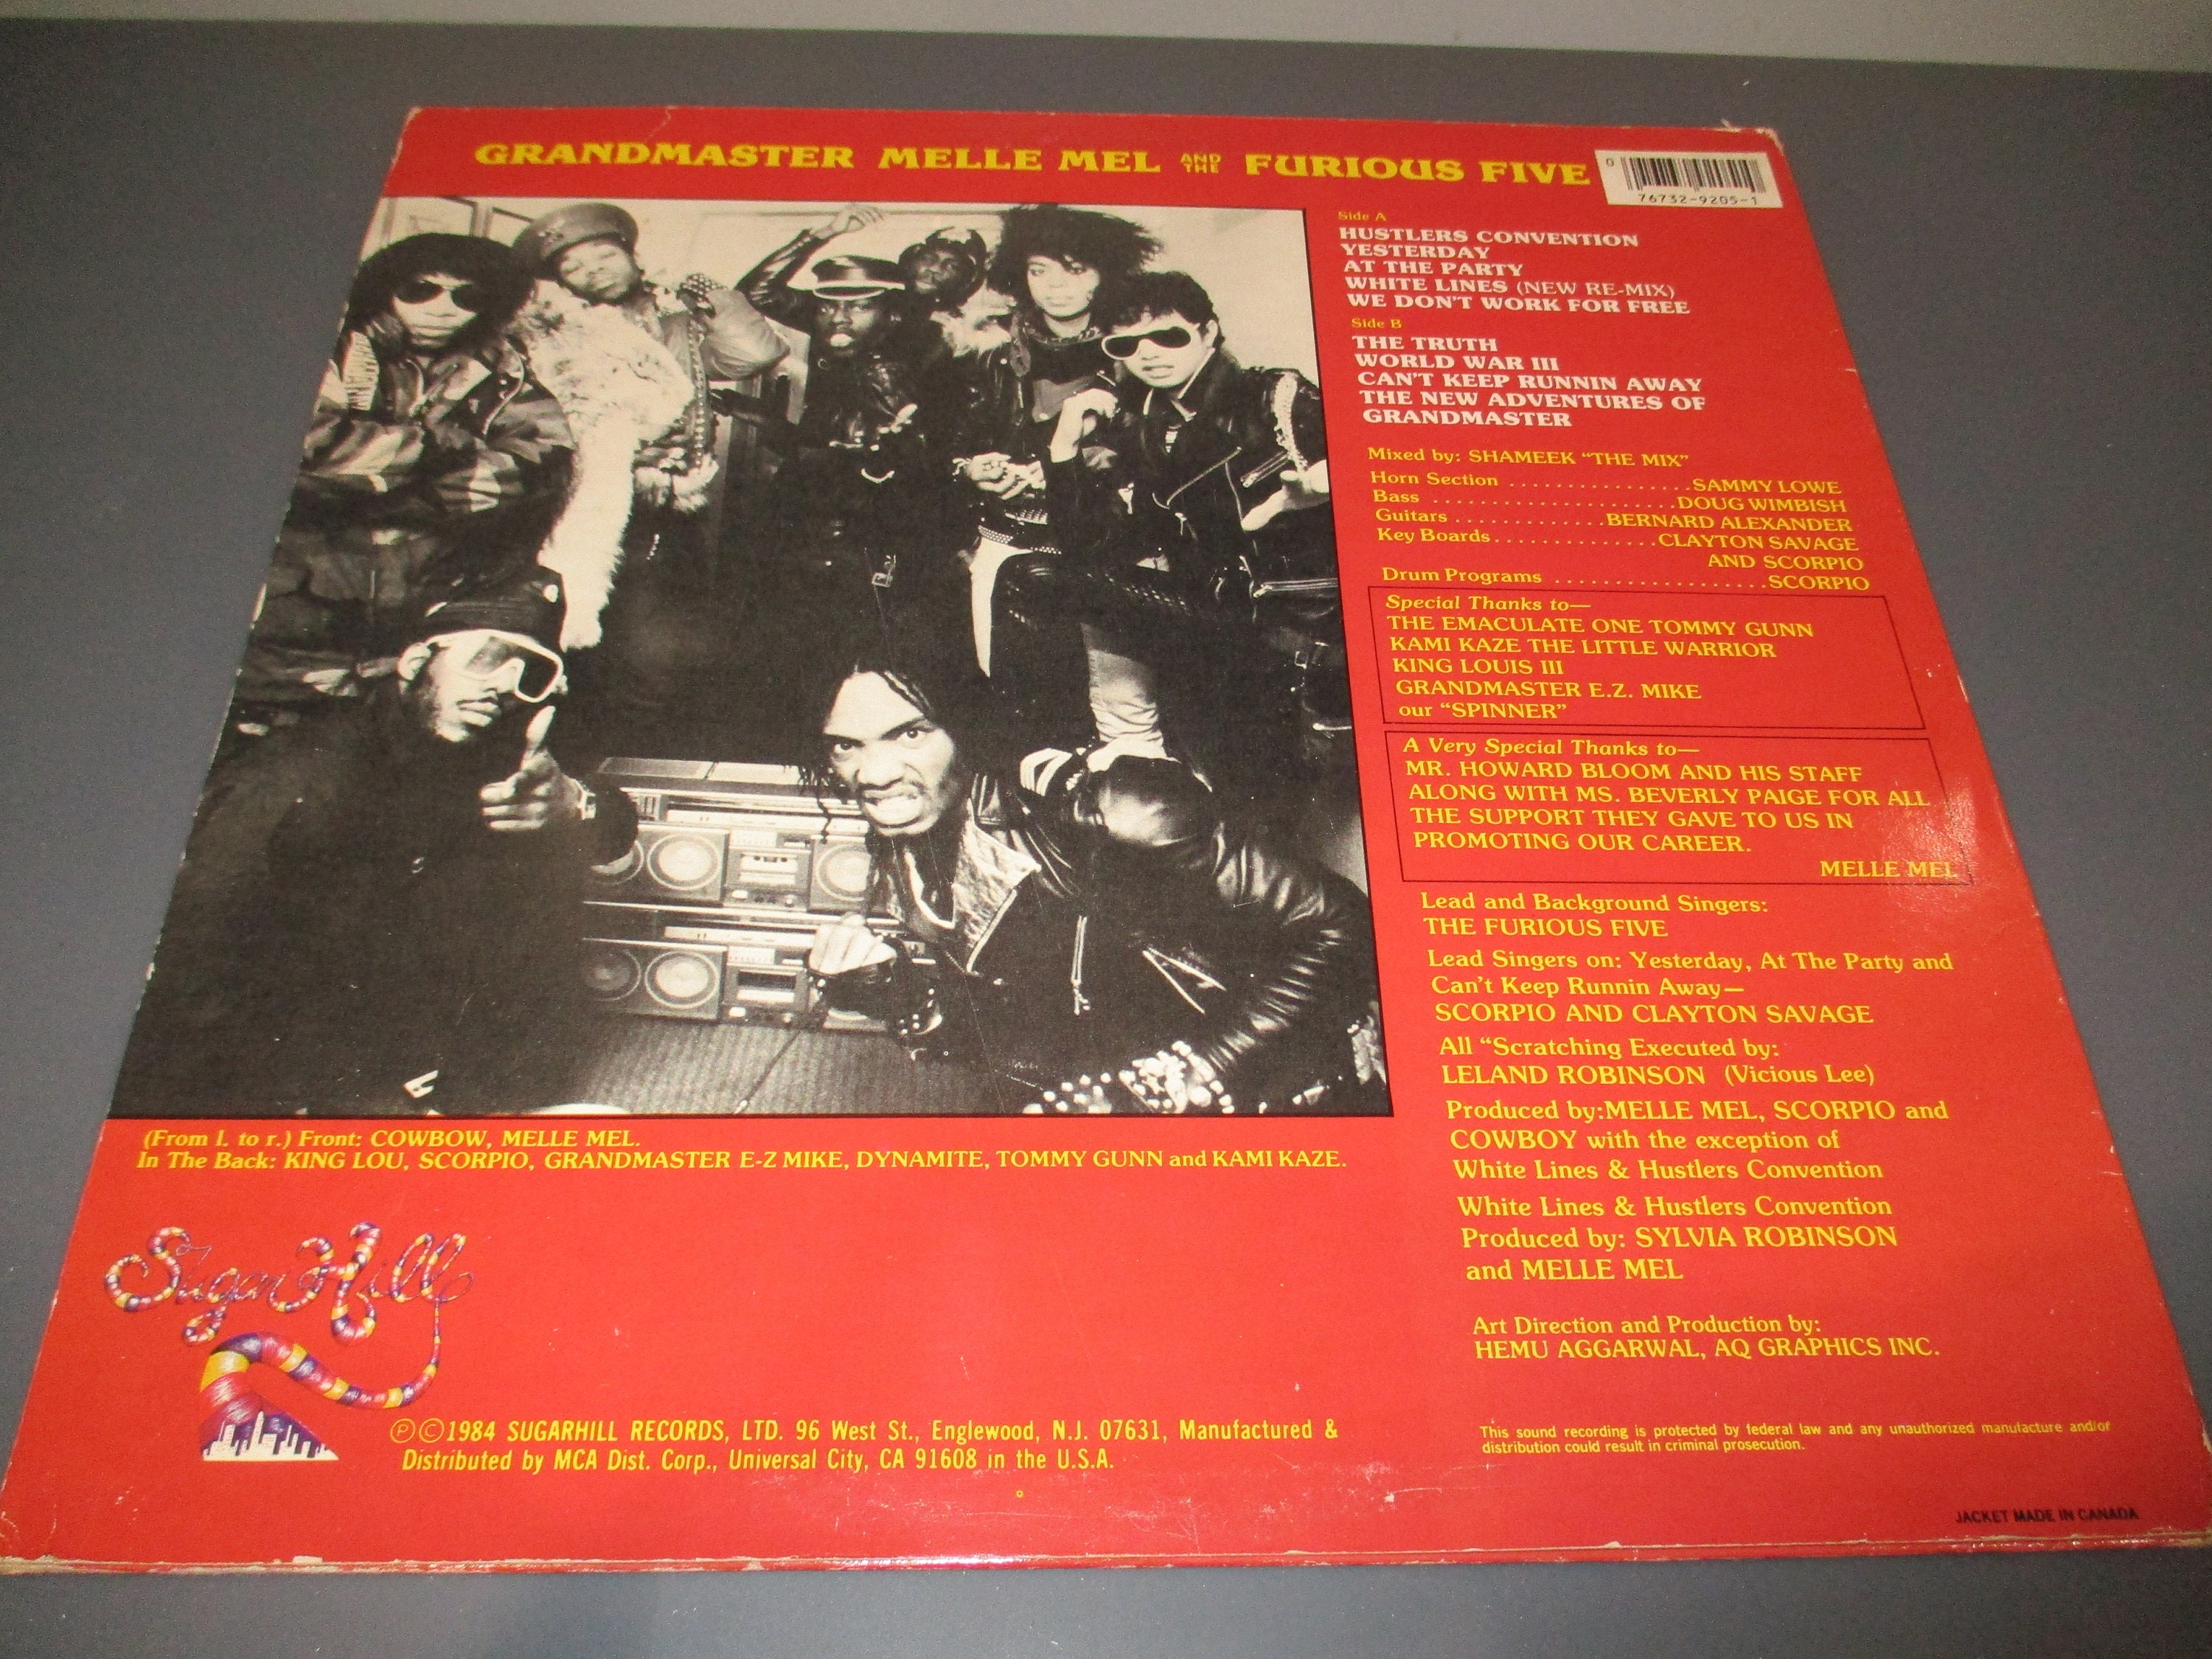 GRANDMASTER MELLE MEL AND THE FURIOUS FIVE
0
76732-9205-1
Side A
HUSTLERS CONVENTION
YESTERDAY
AT THE PARTY
WHITE LINES (NEW RE-MIX)
WE DON'T WORK FOR FREE
Side B
THE TRUTH
WORLD WAR III
CAN'T KEEP RUNNIN AWAY
THE NEW ADVENTURES OF
GRANDMASTER
Mixed by: SHAMEEK "THE MIX"
Horn Section ................SAMMY LOWE
Bass ......................DOUG WIMBISH
Guitars .............BERNARD ALEXANDER
Key Boards..............CLAYTON SAVAGE
AND SCORPIO
Drum Programs ...................SCORPIO
Special Thanks to—
THE EMACULATE ONE TOMMY GUNN
KAMI KAZE THE LITTLE WARRIOR
KING LOUIS III
GRANDMASTER E.Z. MIKE
our "SPINNER"
A Very Special Thanks to—
MR. HOWARD BLOOM AND HIS STAFF
ALONG WITH MS. BEVERLY PAIGE FOR ALL
THE SUPPORT THEY GAVE TO US IN
PROMOTING OUR CAREER.
MELLE MEL
Lead and Background Singers:
THE FURIOUS FIVE
Lead Singers on: Yesterday, At The Party and
Can't Keep Runnin Away—
SCORPIO AND CLAYTON SAVAGE
All "Scratching Executed by:
LELAND ROBINSON (Vicious Lee)
Produced by:MELLE MEL, SCORPIO and
COWBOY with the exception of
White Lines & Hustlers Convention
White Lines & Hustlers Convention
Produced by: SYLVIA ROBINSON
and MELLE MEL
Art Direction and Production by:
HEMU AGGARWAL, AQ GRAPHICS INC.
(From l. to r.) Front: COWBOW, MELLE MEL.
In The Back: KING LOU, SCORPIO, GRANDMASTER E-Z MIKE, DYNAMITE, TOMMY GUNN and KAMI KAZE.
Sugar Hill
Ⓟ©1984 SUGARHILL RECORDS, LTD. 96 West St., Englewood, N.J. 07631, Manufactured &
Distributed by MCA Dist. Corp., Universal City, CA 91608 in the U.S.A.
This sound recording is protected by federal law and any unauthorized manufacture and/or
distribution could result in criminal prosecution.
JACKET MADE IN CANADA